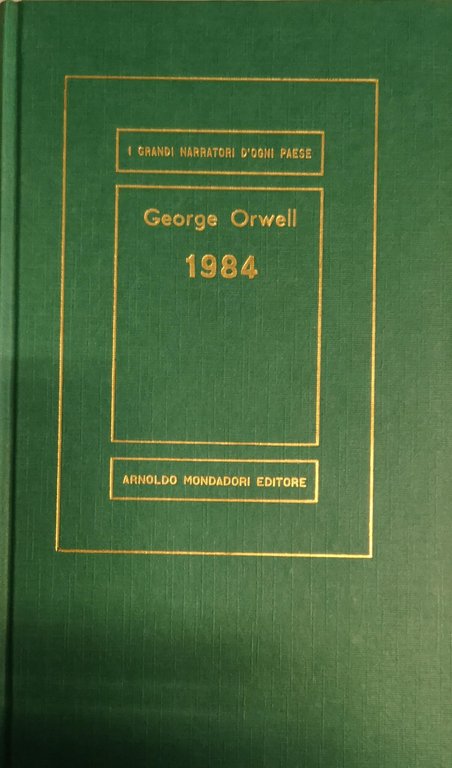 I GRANDI NARRATORI D'OGNI PAESE
George Orwell
1984
ARNOLDO MONDADORI EDITORE